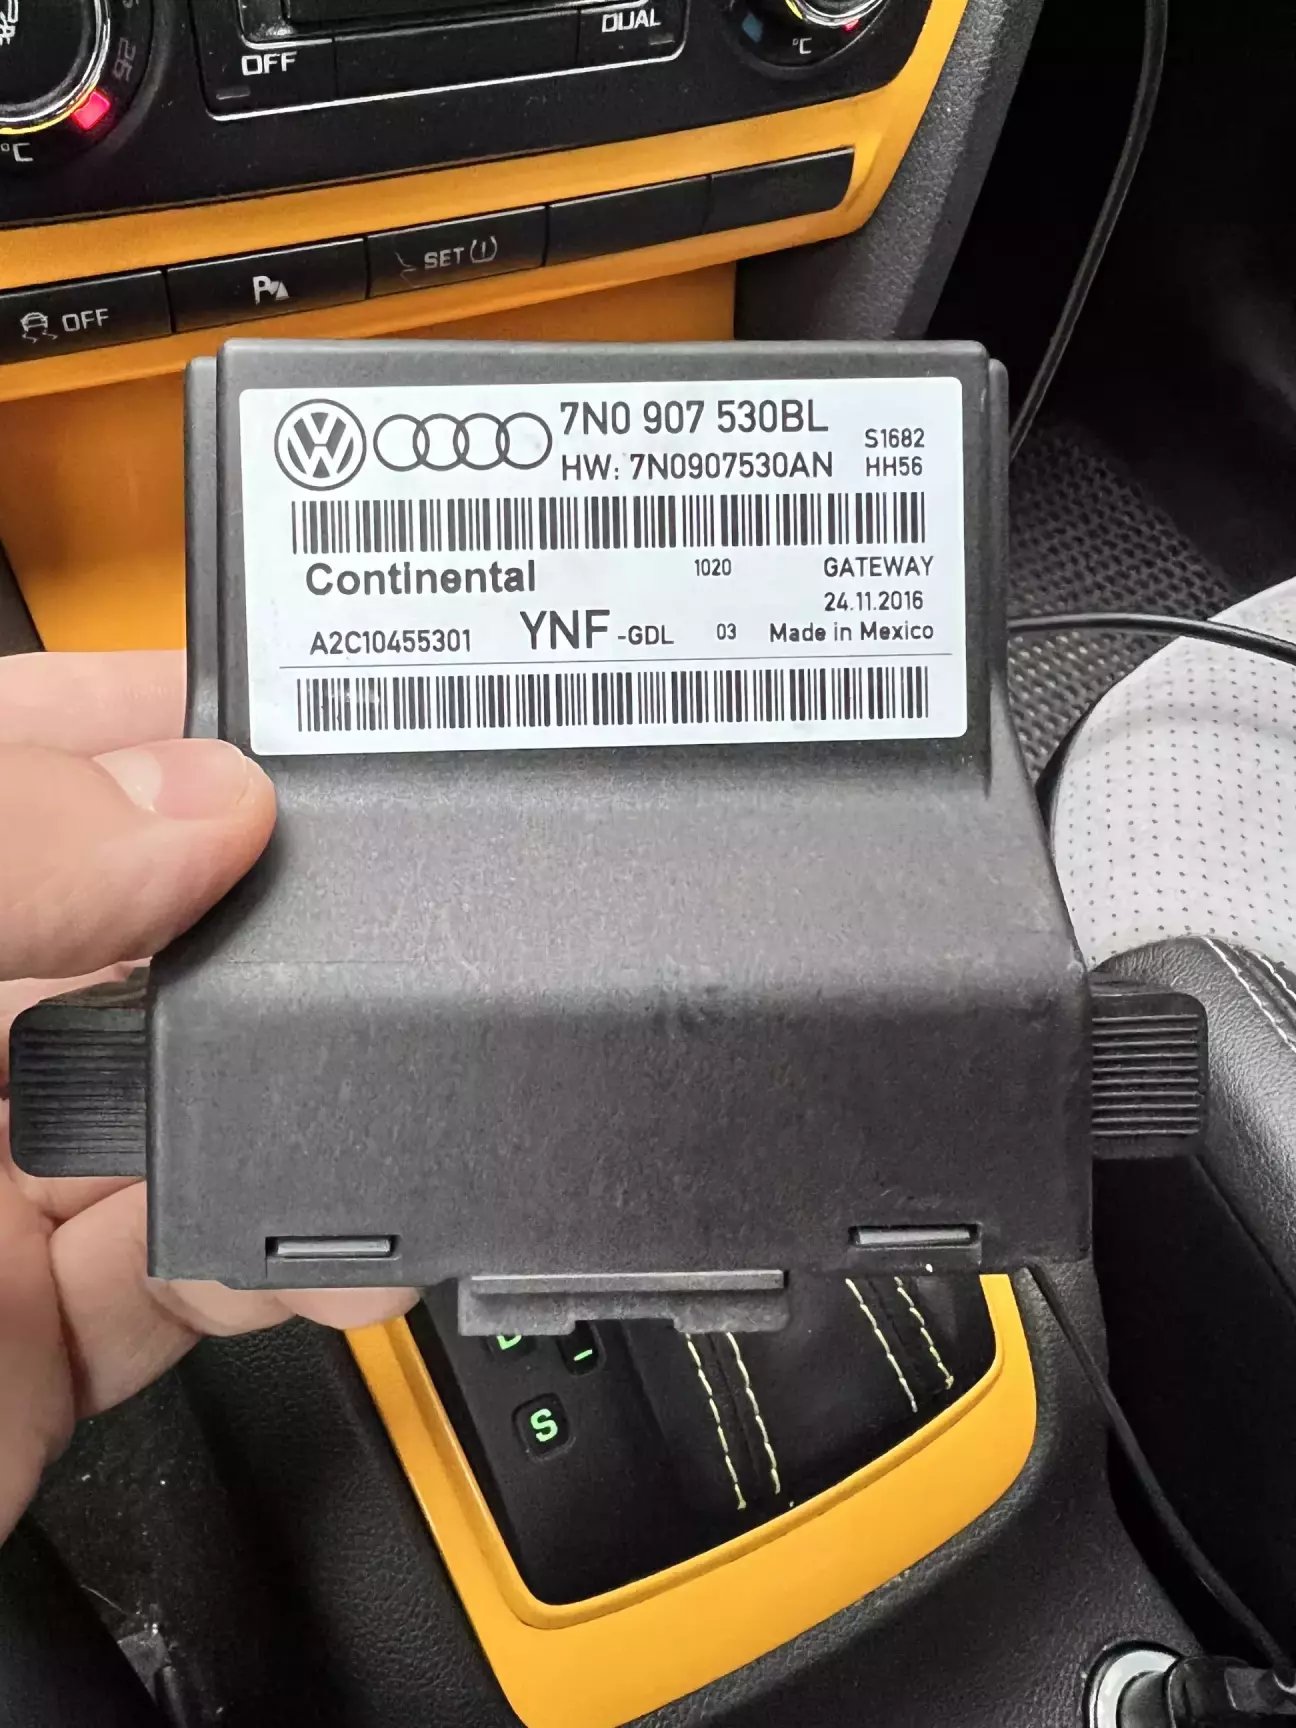 26
°C
OFF
DUAL
°C
OFF
P
SET
7N0 907 530BL
HW: 7N0907530AN
S1682
HH56
Continental
1020
GATEWAY
24.11.2016
A2C10455301
YNF -GDL
03
Made in Mexico
D
S